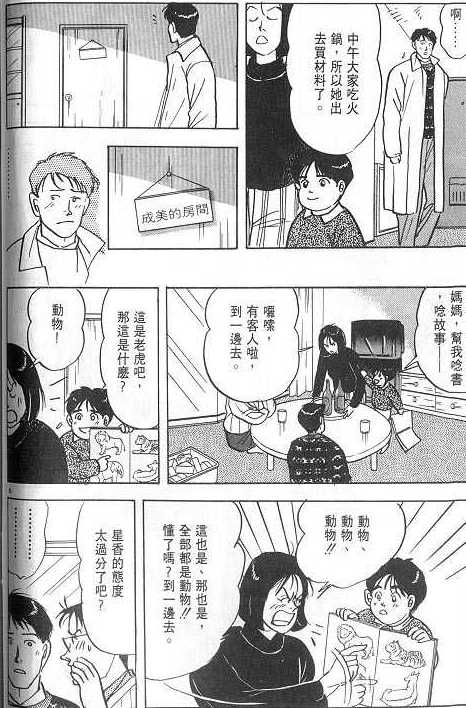 啊⋯⋯
中午大家吃火
鍋，所以她出
去買材料了。
成美的房間
媽媽，幫我唸書
唸故事—
囉嗦，
有客人啦，
到一邊去。
這是老虎吧，
那這是什麼？
動物—
動物、
動物、
動物!!
這也是、那也是，
全部都是動物!!
懂了嗎？到一邊去。
星香的態度
太過分了吧？